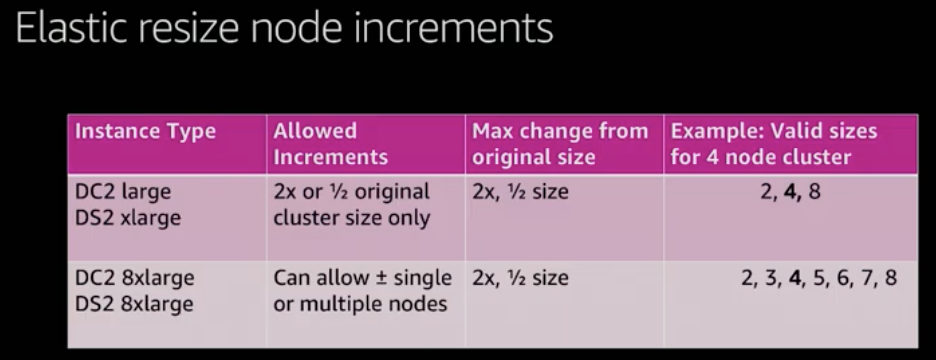 Elastic resize node increments
Instance Type
Allowed
Increments
Max change from
original size
Example: Valid sizes
for 4 node cluster
DC2 large
DS2 xlarge
2x or ½ original
cluster size only
2x, ½ size
2, 4, 8
DC2 8xlarge
DS2 8xlarge
Can allow ± single
or multiple nodes
2x, ½ size
2, 3, 4, 5, 6, 7, 8